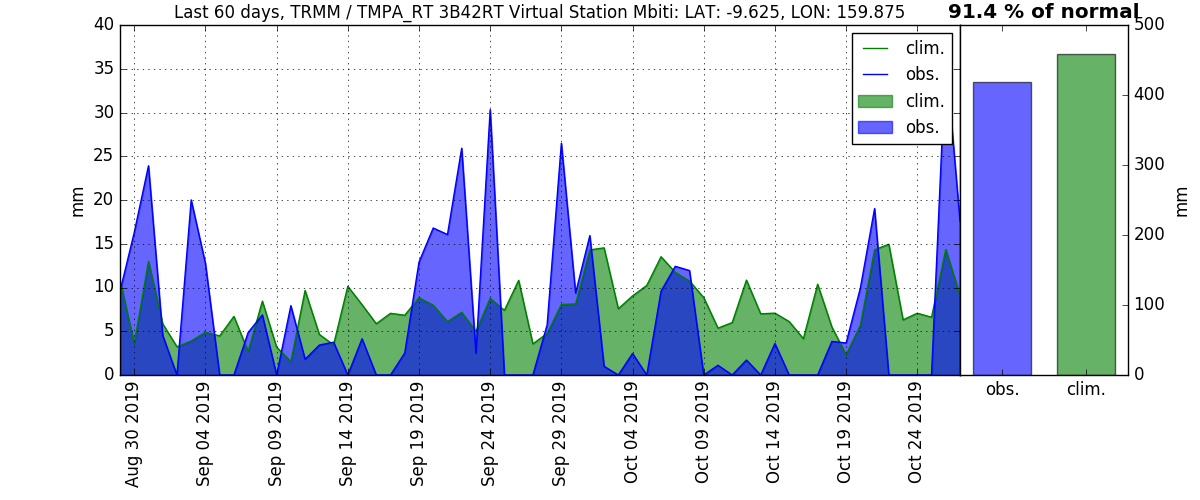 Last 60 days, TRMM / TMPA_RT 3B42RT Virtual Station Mbiti: LAT: -9.625, LON: 159.875
91.4 % of normal
40
35
30
25
20
15
10
5
0
mm
clim.
obs.
clim.
obs.
Aug 30 2019
Sep 04 2019
Sep 09 2019
Sep 14 2019
Sep 19 2019
Sep 24 2019
Sep 29 2019
Oct 04 2019
Oct 09 2019
Oct 14 2019
Oct 19 2019
Oct 24 2019
500
400
300
200
100
0
mm
obs.
clim.